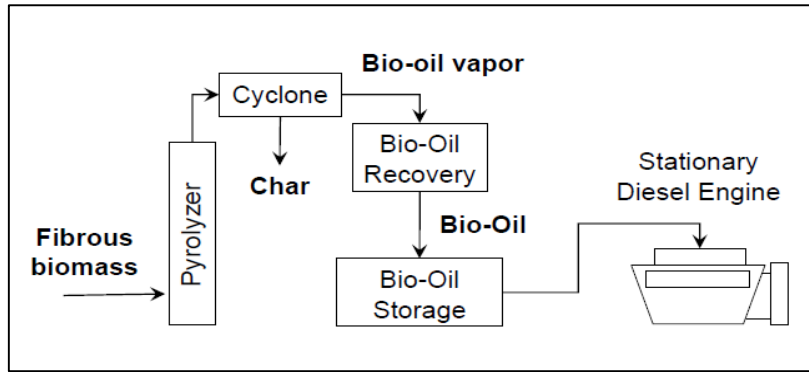 Bio-oil vapor
Cyclone
Bio-Oil
Recovery
Char
Stationary
Diesel Engine
Fibrous
biomass
Pyrolyzer
Bio-Oil
Bio-Oil
Storage